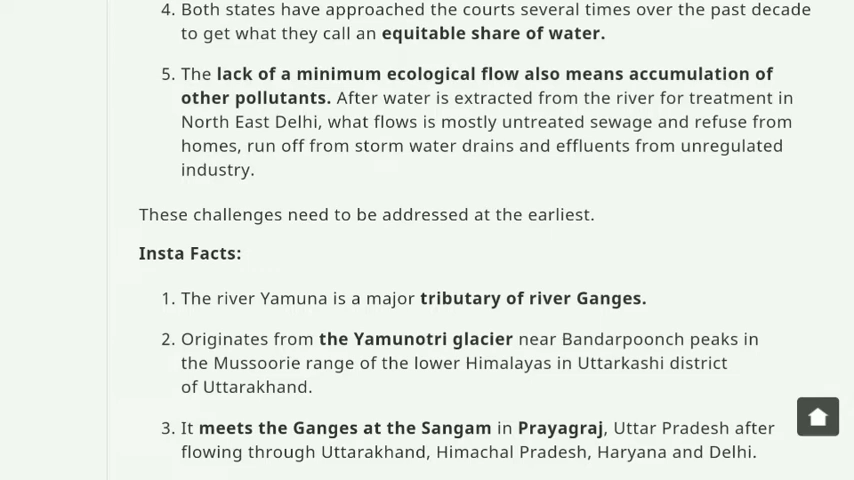 4. Both states have approached the courts several times over the past decade
to get what they call an equitable share of water.
5. The lack of a minimum ecological flow also means accumulation of
other pollutants. After water is extracted from the river for treatment in
North East Delhi, what flows is mostly untreated sewage and refuse from
homes, run off from storm water drains and effluents from unregulated
industry.
These challenges need to be addressed at the earliest.
Insta Facts:
1. The river Yamuna is a major tributary of river Ganges.
2. Originates from the Yamunotri glacier near Bandarpoonch peaks in
the Mussoorie range of the lower Himalayas in Uttarkashi district
of Uttarakhand.
3. It meets the Ganges at the Sangam in Prayagraj, Uttar Pradesh after
flowing through Uttarakhand, Himachal Pradesh, Haryana and Delhi.